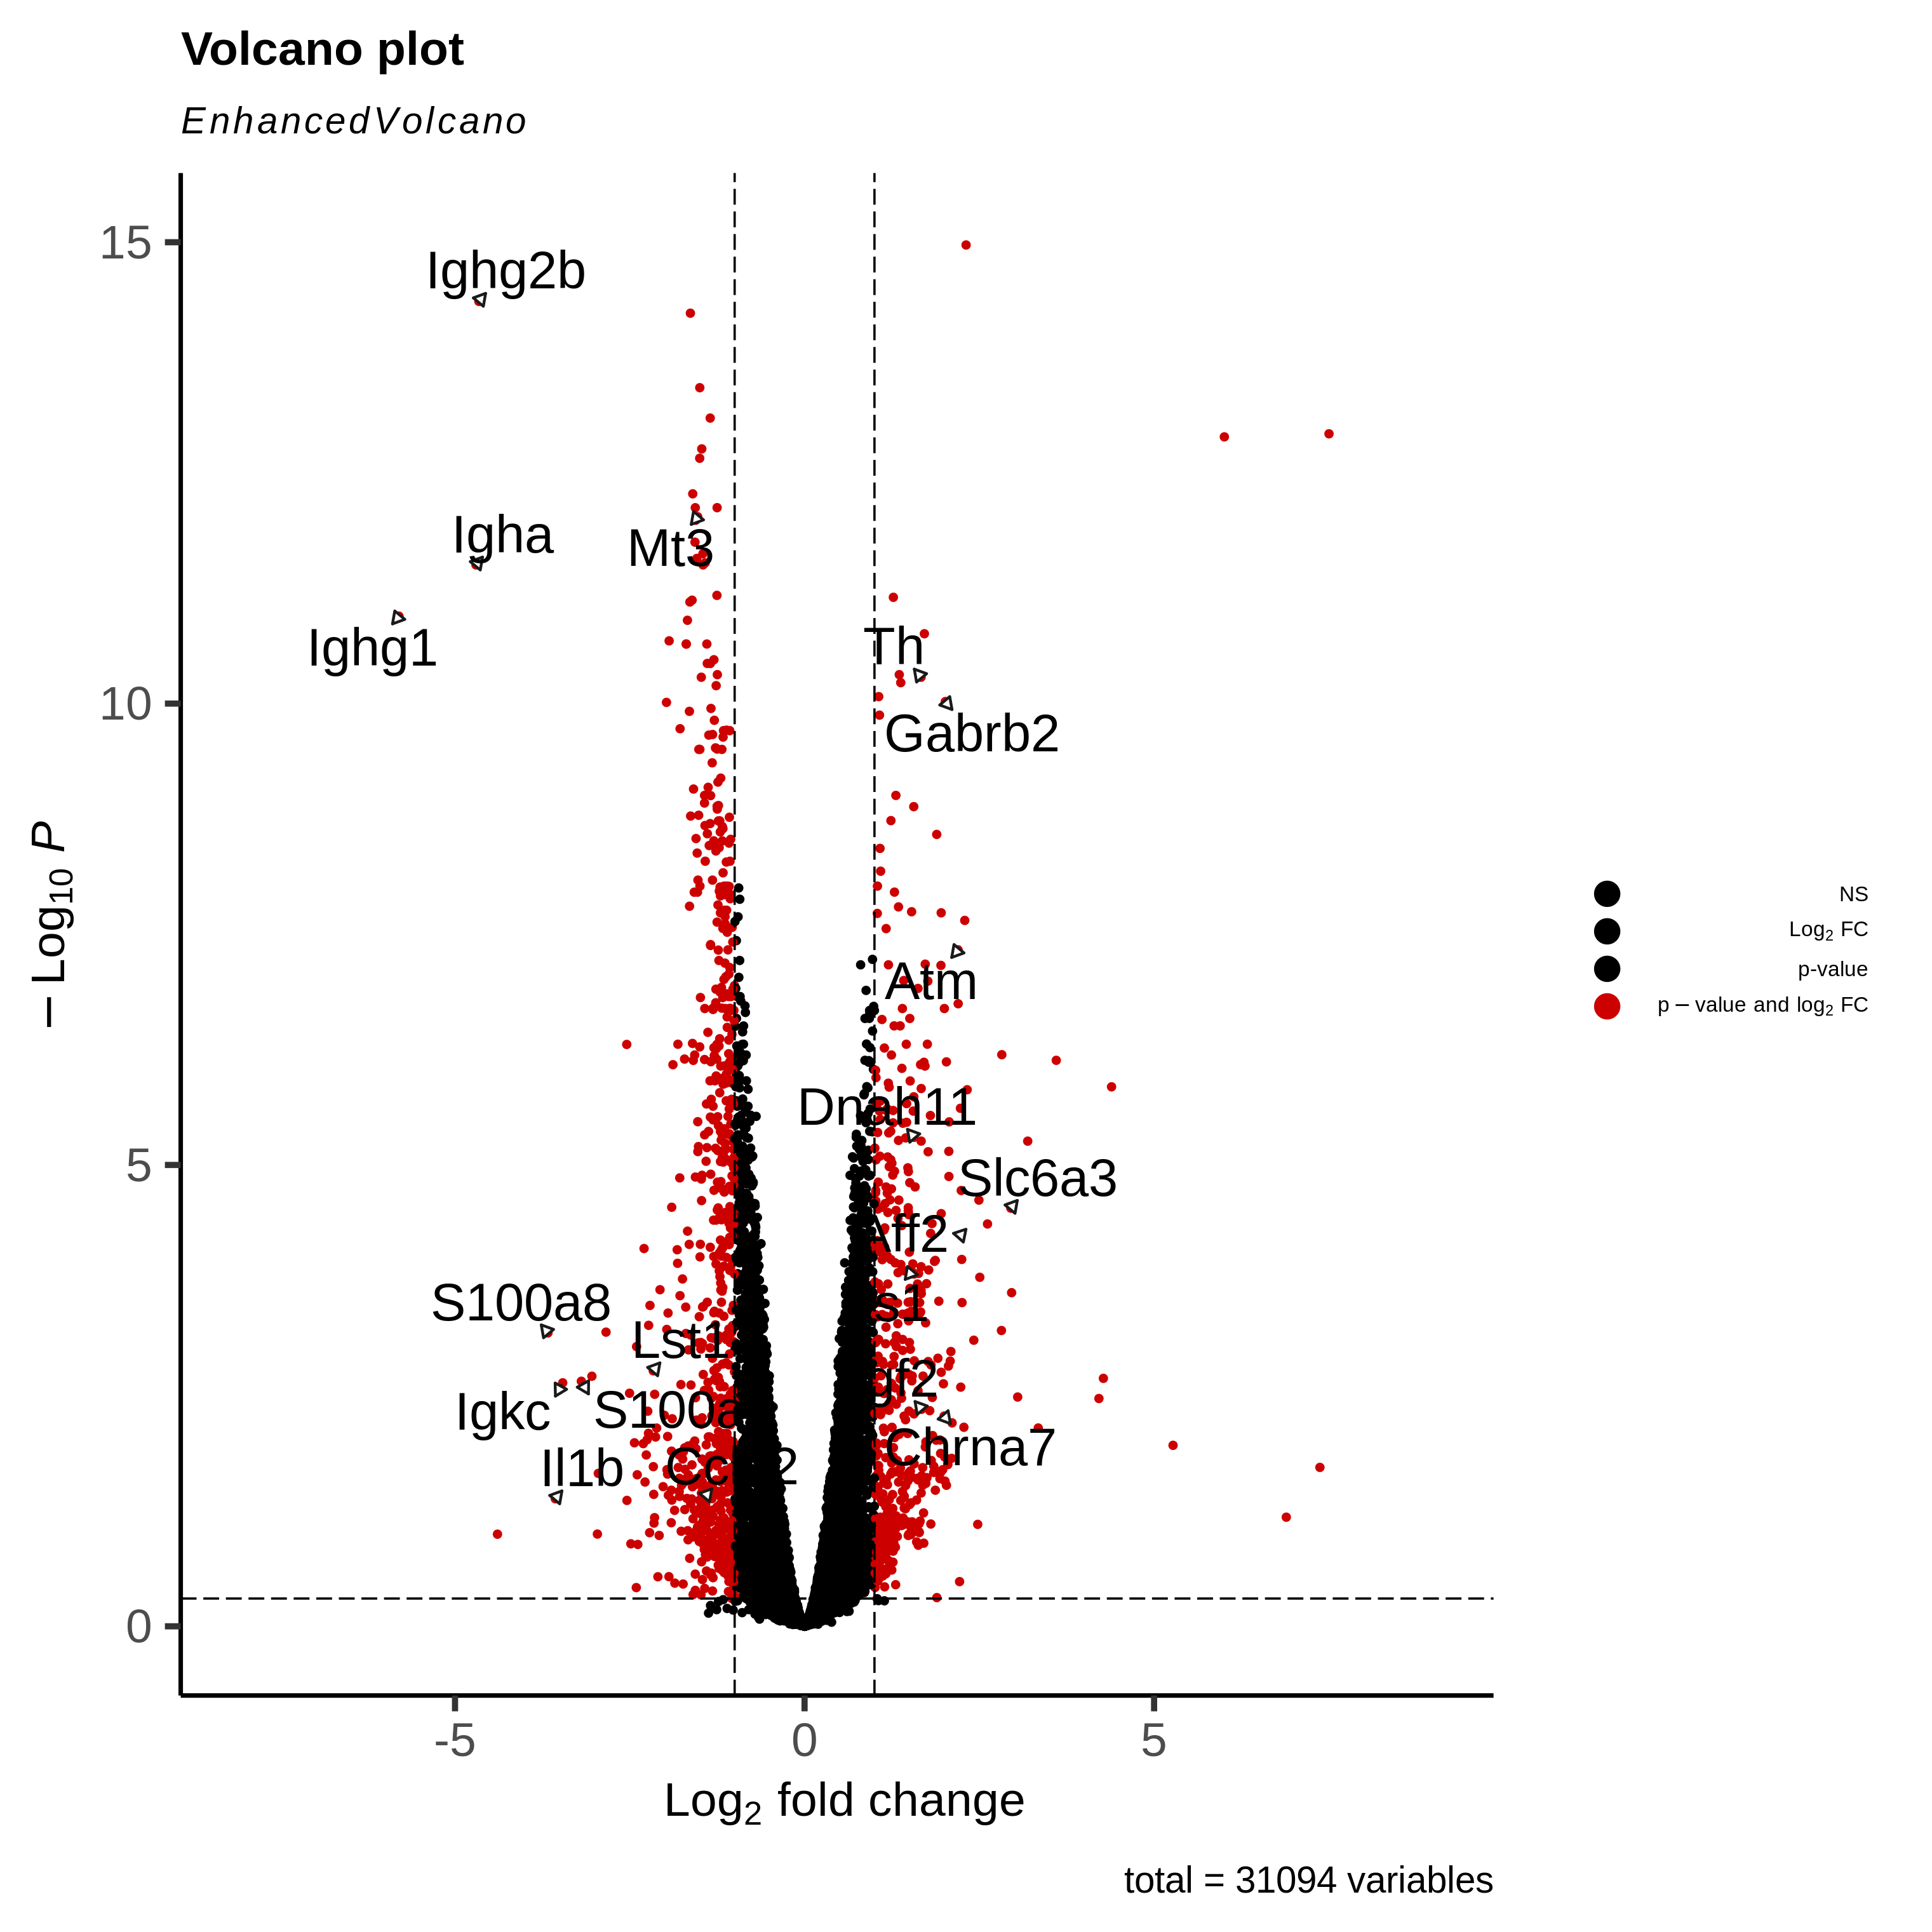 Volcano plot
EnhancedVolcano
15
10
5
0
-5
0
5
− Log10 P
Log2 fold change
Ighg2b
Igha
Mt3
Ighg1
Th
Gabrb2
Atm
Dnah11
Slc6a3
Aff2
S100a8
Lst1
Igkc
S100a
Il1b
Chrna7
NS
Log2 FC
p-value
p − value and log2 FC
total = 31094 variables